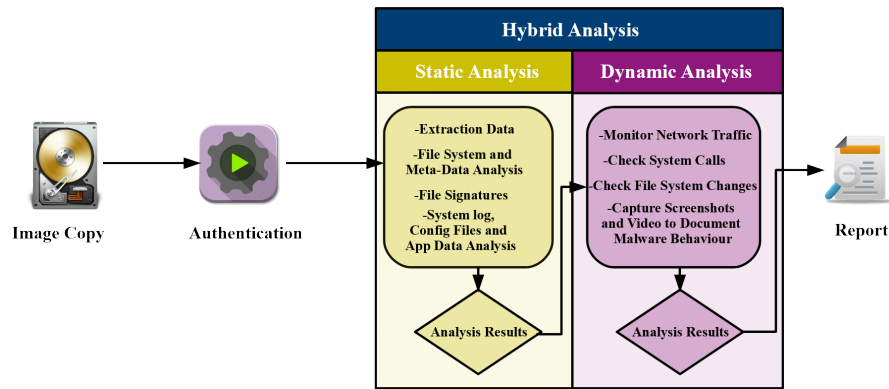 Hybrid Analysis
Static Analysis
Dynamic Analysis
Image Copy
Authentication
-Extraction Data
-File System and
Meta-Data Analysis
-File Signatures
-System log,
Config Files and
App Data Analysis
Analysis Results
-Monitor Network Traffic
-Check System Calls
-Check File System Changes
-Capture Screenshots
and Video to Document
Malware Behaviour
Analysis Results
Report